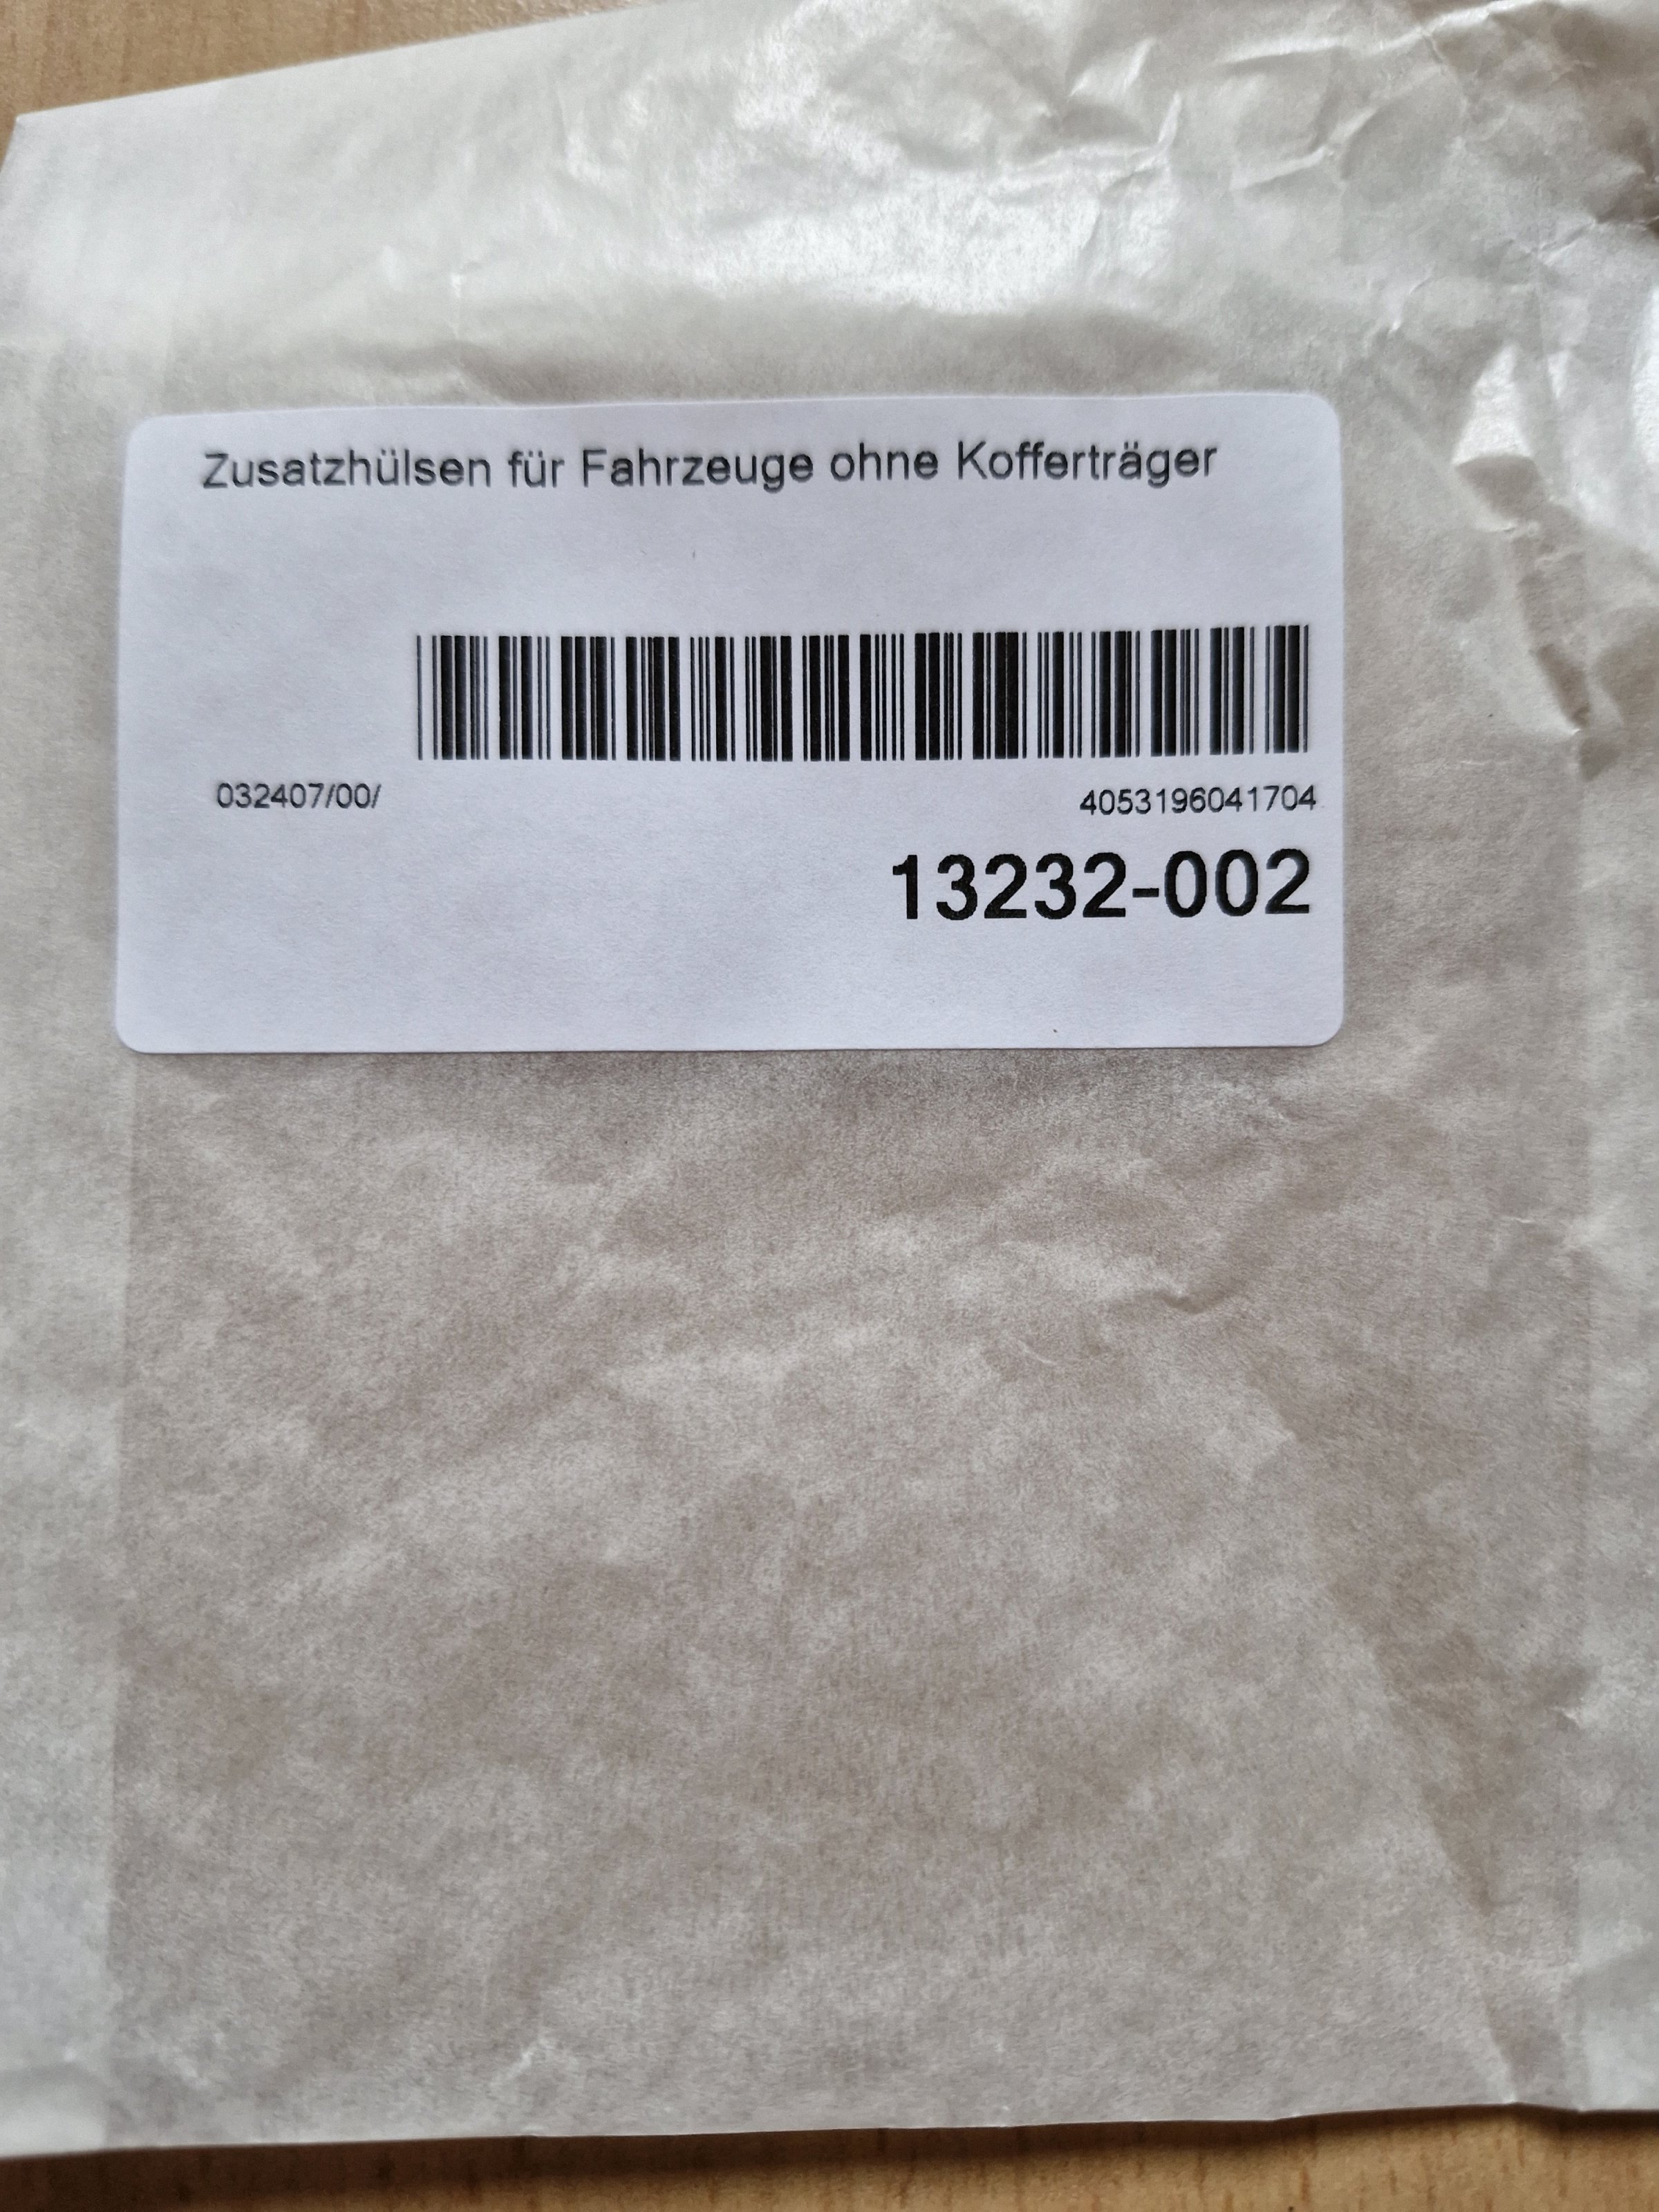 Zusatzhülsen für Fahrzeuge ohne Kofferträger
032407/00/
4053196041704
13232-002